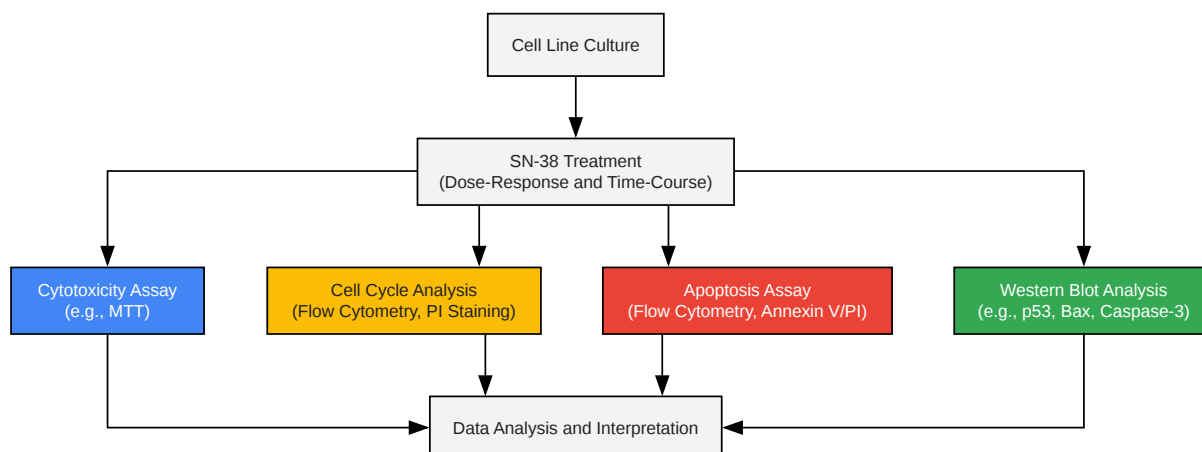 Cell Line Culture
SN-38 Treatment
(Dose-Response and Time-Course)
Cytotoxicity Assay
(e.g., MTT)
Cell Cycle Analysis
(Flow Cytometry, PI Staining)
Apoptosis Assay
(Flow Cytometry, Annexin V/PI)
Western Blot Analysis
(e.g., p53, Bax, Caspase-3)
Data Analysis and Interpretation